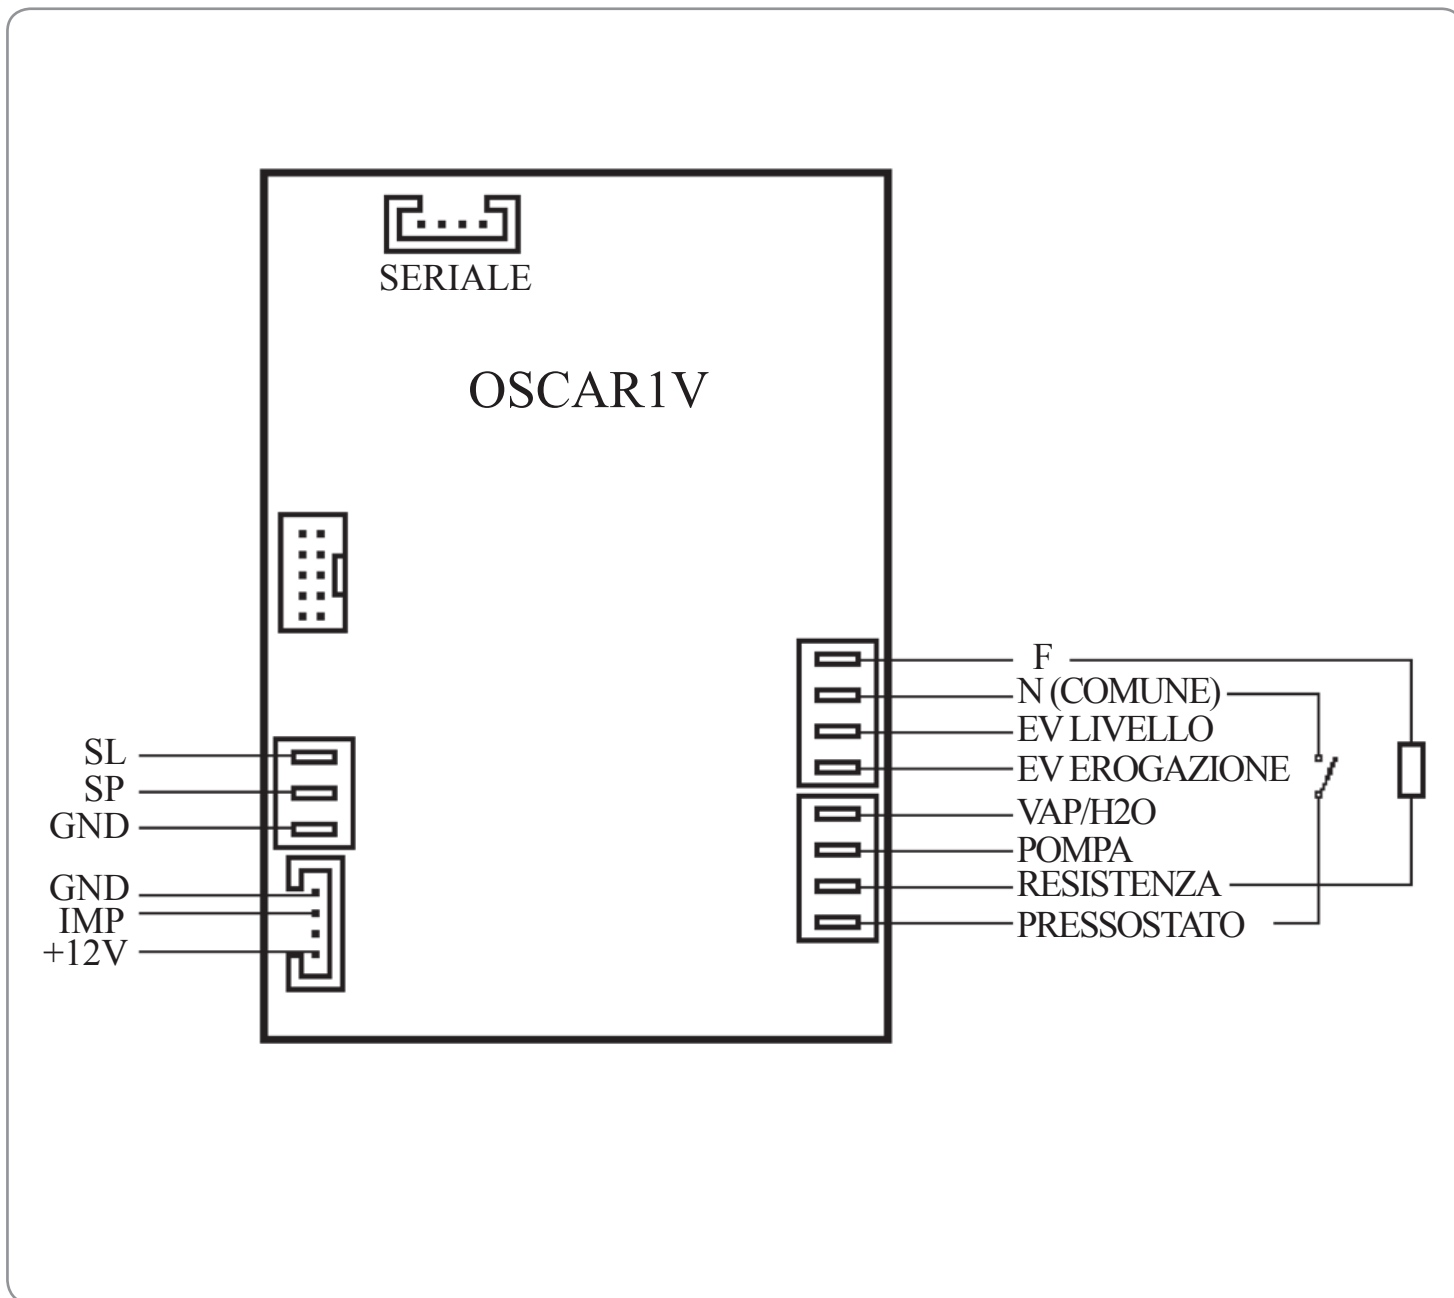 SERIALE
OSCAR1V
SL
SP
GND
GND
IMP
+12V
F
N (COMUNE)
EV LIVELLO
EV EROGAZIONE
VAP/H2O
POMPA
RESISTENZA
PRESSOSTATO